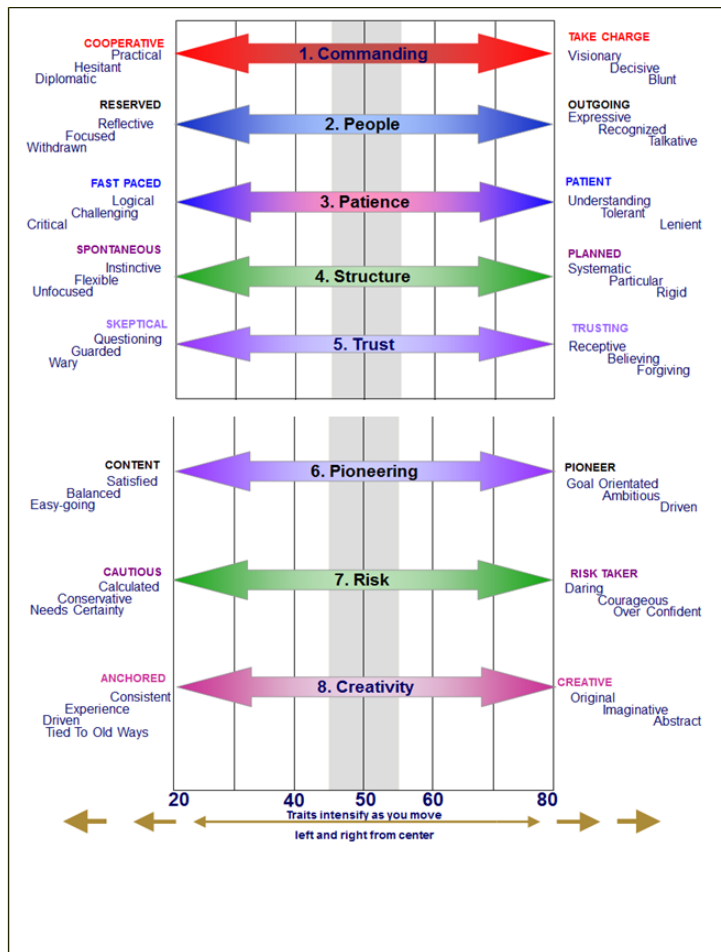 COOPERATIVE
Practical
Hesitant
Diplomatic
1. Commanding
TAKE CHARGE
Visionary
Decisive
Blunt
RESERVED
Reflective
Focused
Withdrawn
2. People
OUTGOING
Expressive
Recognized
Talkative
FAST PACED
Logical
Challenging
Critical
3. Patience
PATIENT
Understanding
Tolerant
Lenient
SPONTANEOUS
Instinctive
Flexible
Unfocused
4. Structure
PLANNED
Systematic
Particular
Rigid
SKEPTICAL
Questioning
Guarded
Wary
5. Trust
TRUSTING
Receptive
Believing
Forgiving
CONTENT
Satisfied
Balanced
Easy-going
6. Pioneering
PIONEER
Goal Orientated
Ambitious
Driven
CAUTIOUS
Calculated
Conservative
Needs Certainty
7. Risk
RISK TAKER
Daring
Courageous
Over Confident
ANCHORED
Consistent
Experience
Driven
Tied To Old Ways
8. Creativity
CREATIVE
Original
Imaginative
Abstract
20 40 50 60 80
Traits intensify as you move
left and right from center